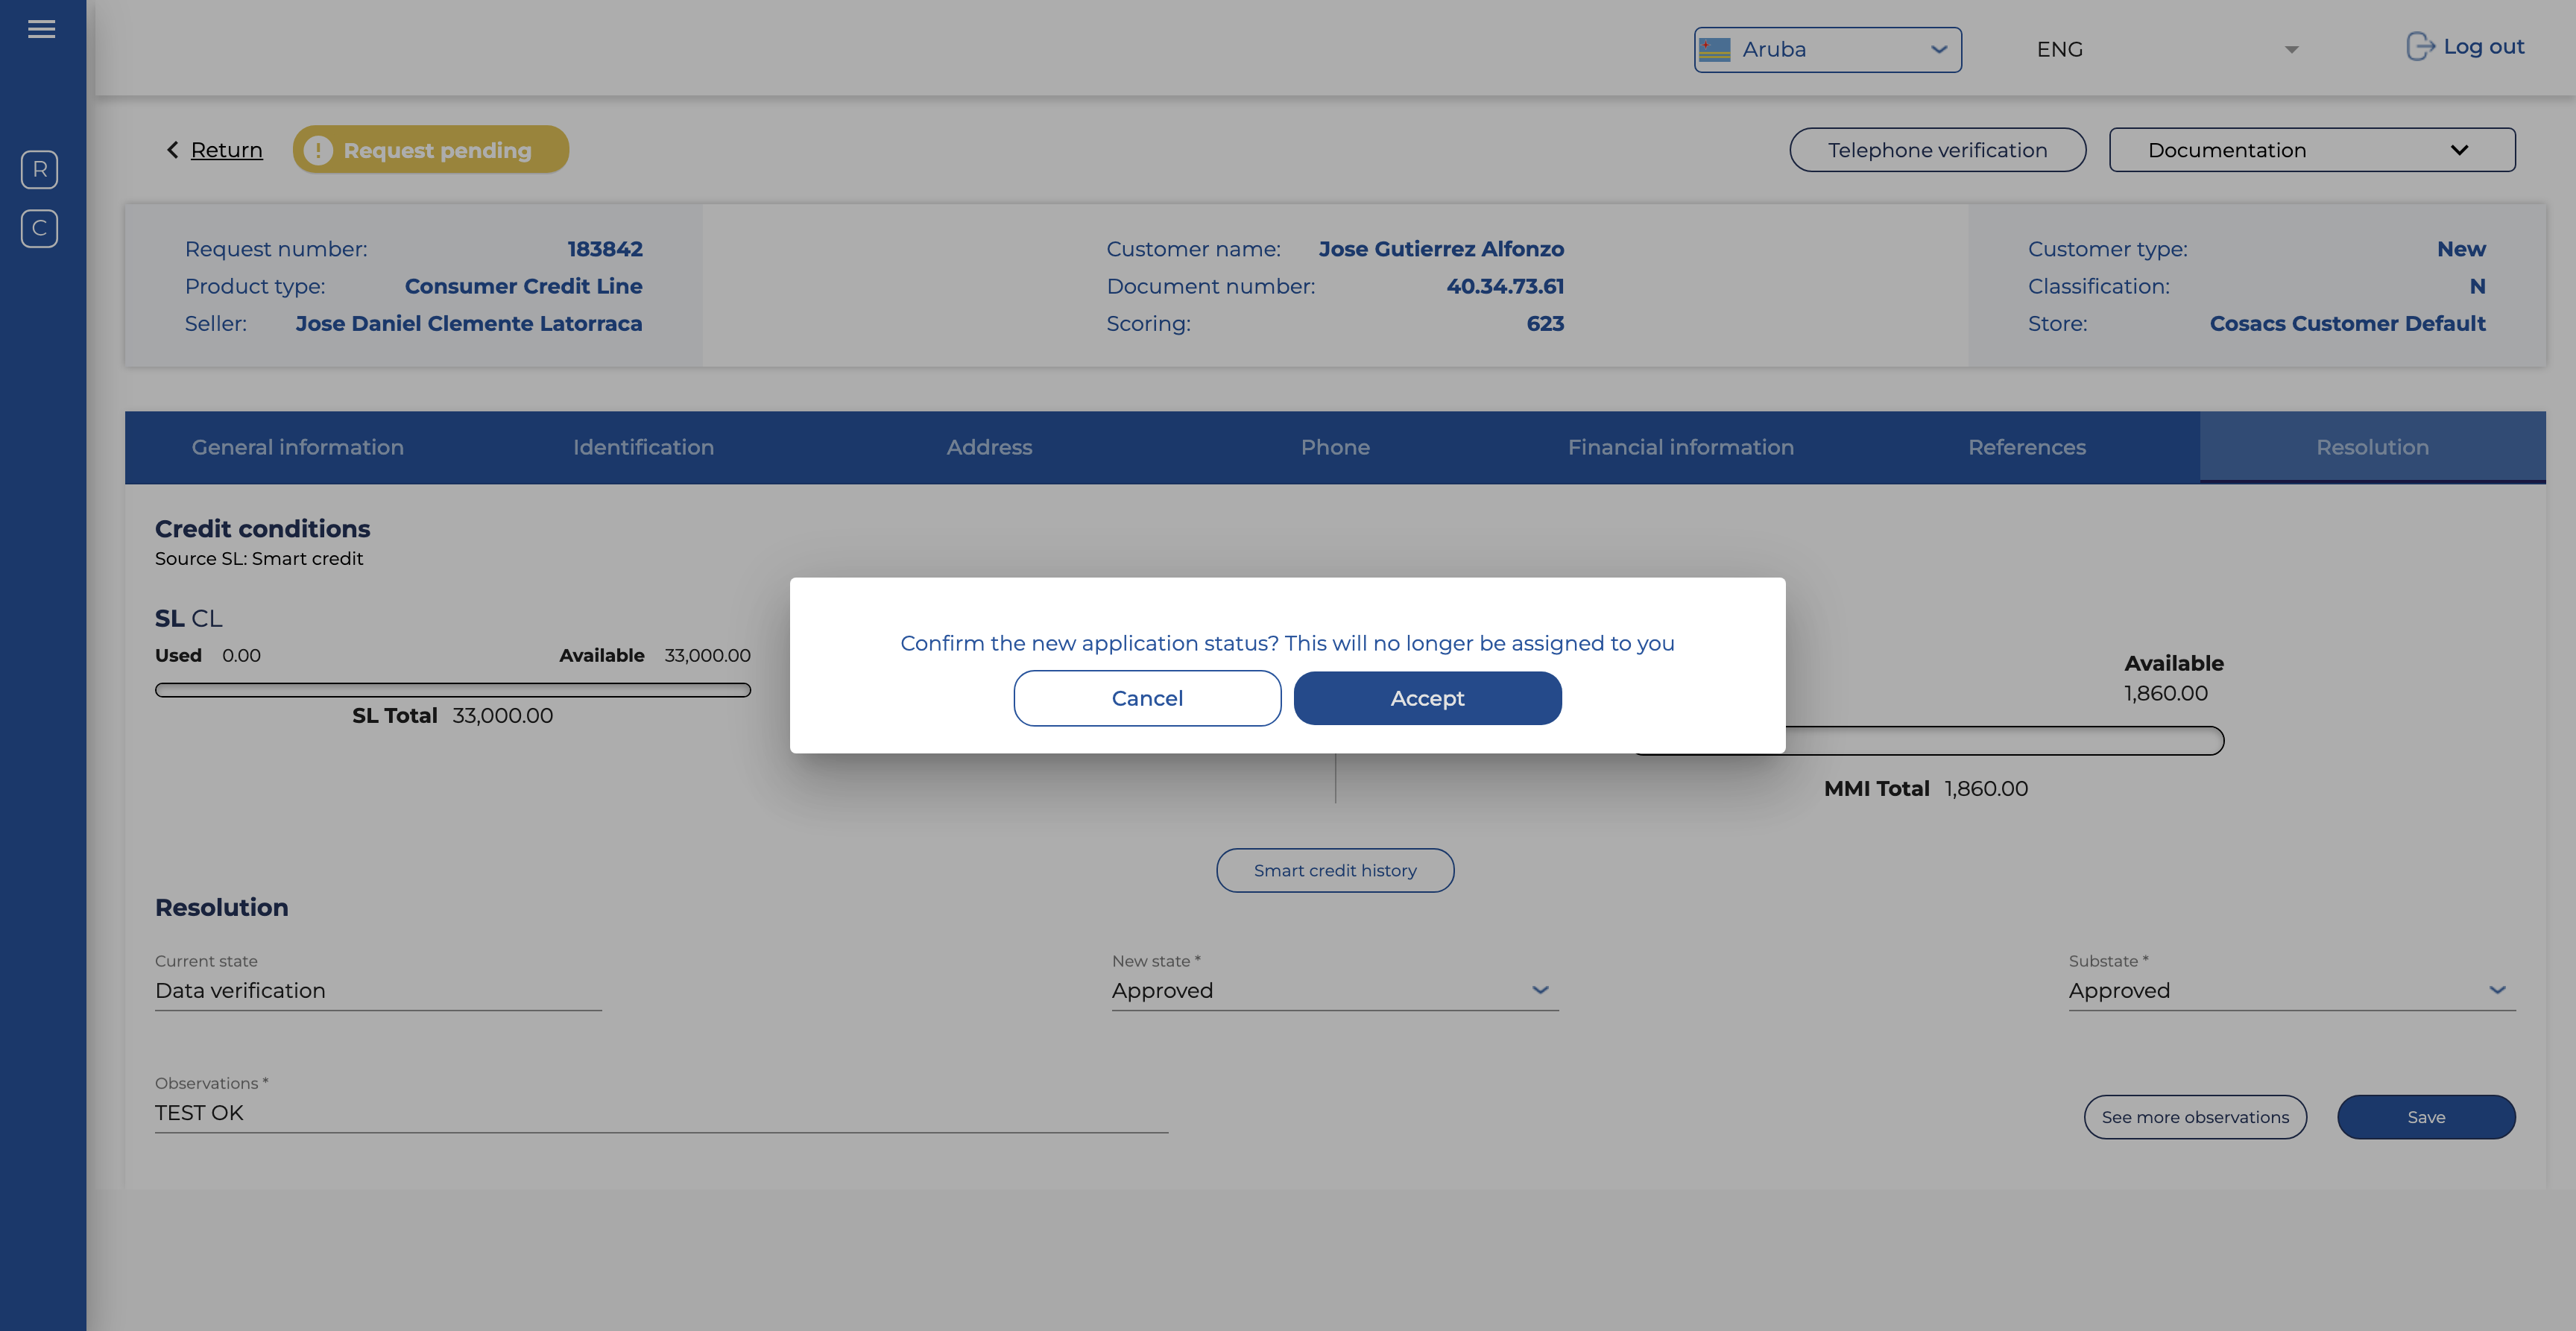 Aruba
ENG
Log out
R
C
Return
Request pending
Telephone verification
Documentation
Request number: 183842
Product type: Consumer Credit Line
Seller: Jose Daniel Clemente Latorraca
Customer name: Jose Gutierrez Alfonzo
Document number: 40.34.73.61
Scoring: 623
Customer type: New
Classification: N
Store: Cosacs Customer Default
General information
Identification
Address
Phone
Financial information
References
Resolution
Credit conditions
Source SL: Smart credit
SL CL
Used 0.00 Available 33,000.00
SL Total 33,000.00
Confirm the new application status? This will no longer be assigned to you
Cancel
Accept
Available
1,860.00
MMI Total 1,860.00
Smart credit history
Resolution
Current state
Data verification
New state *
Approved
Substate *
Approved
Observations *
TEST OK
See more observations
Save